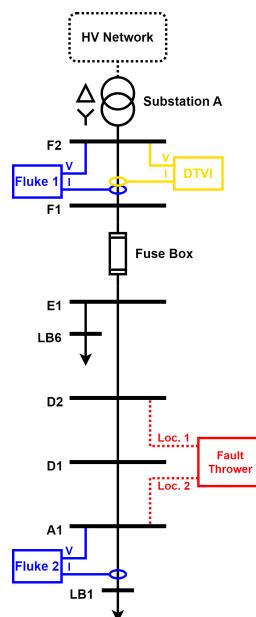 HV Network
Substation A
F2
V
Fluke 1
I
V
I
DTVI
F1
Fuse Box
E1
LB6
D2
Loc. 1
Fault
Thrower
D1
Loc. 2
A1
V
Fluke 2
I
LB1